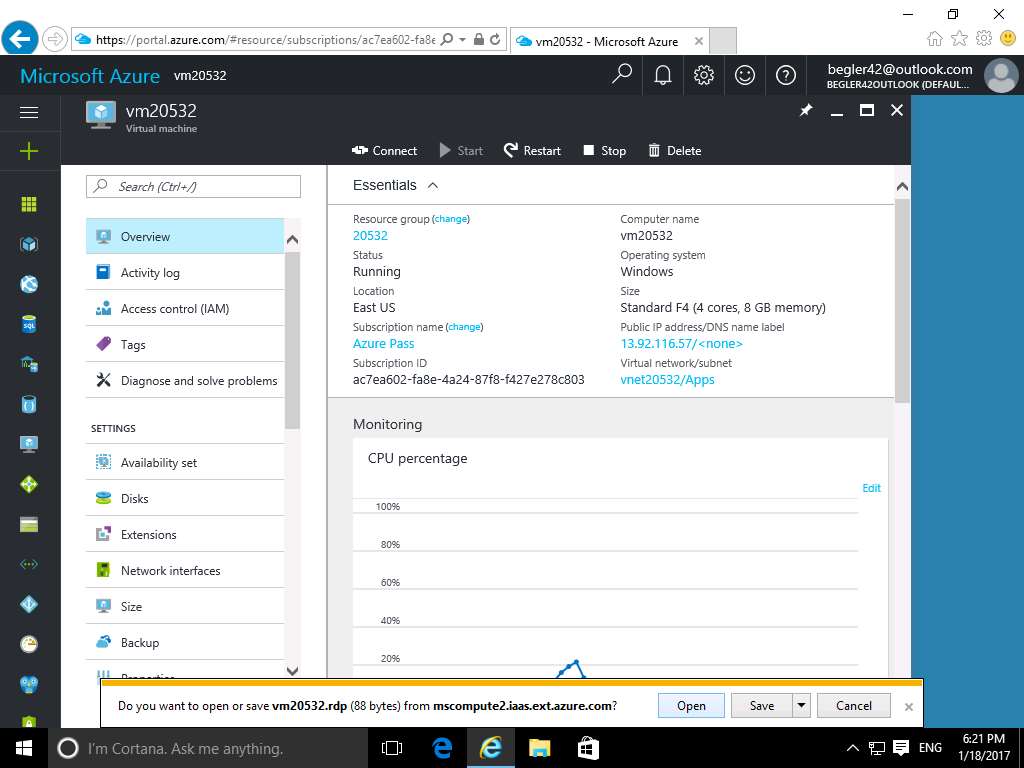 https://portal.azure.com/#resource/subscriptions/ac7ea602-fa8e
vm20532 - Microsoft Azure
Microsoft Azure vm20532
begler42@outlook.com
BEGLER42OUTLOOK (DEFAUL...
vm20532
Virtual machine
Connect Start Restart Stop Delete
Search (Ctrl+/)
Overview
Activity log
Access control (IAM)
Tags
Diagnose and solve problems
SETTINGS
Availability set
Disks
Extensions
Network interfaces
Size
Backup
Properties
Essentials
Resource group (change)
20532
Status
Running
Location
East US
Subscription name (change)
Azure Pass
Subscription ID
ac7ea602-fa8e-4a24-87f8-f427e278c803
Computer name
vm20532
Operating system
Windows
Size
Standard F4 (4 cores, 8 GB memory)
Public IP address/DNS name label
13.92.116.57/<none>
Virtual network/subnet
vnet20532/Apps
Monitoring
CPU percentage
Edit
100%
80%
60%
40%
20%
Do you want to open or save vm20532.rdp (88 bytes) from mscompute2.iaas.ext.azure.com?
Open Save Cancel
I'm Cortana. Ask me anything.
ENG
6:21 PM
1/18/2017